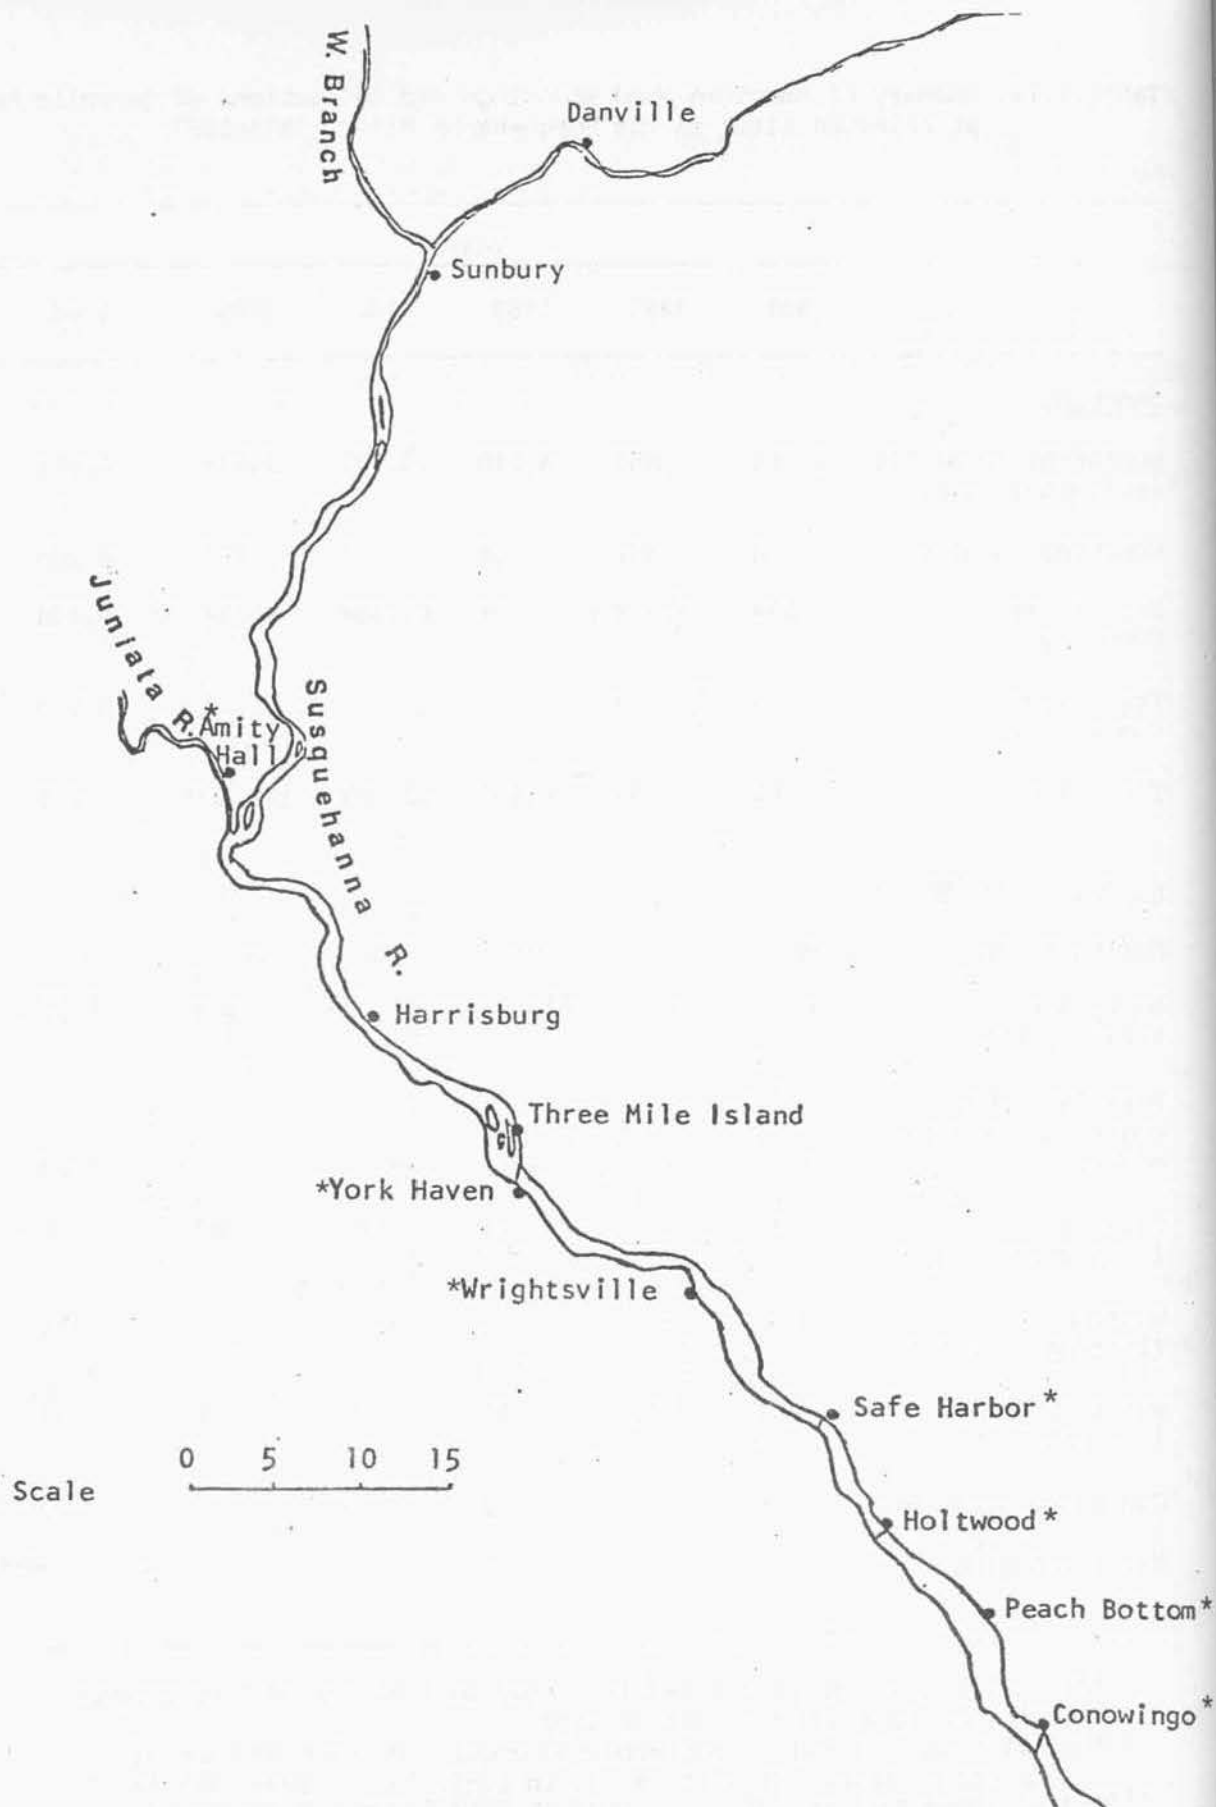 W. Branch
Danville
Sunbury
Juniata R.
*
Amity
Hall
Susquehanna R.
Harrisburg
Three Mile Island
*York Haven
*Wrightsville
Safe Harbor*
0 5 10 15
Scale
Holtwood*
Peach Bottom*
Conowingo*